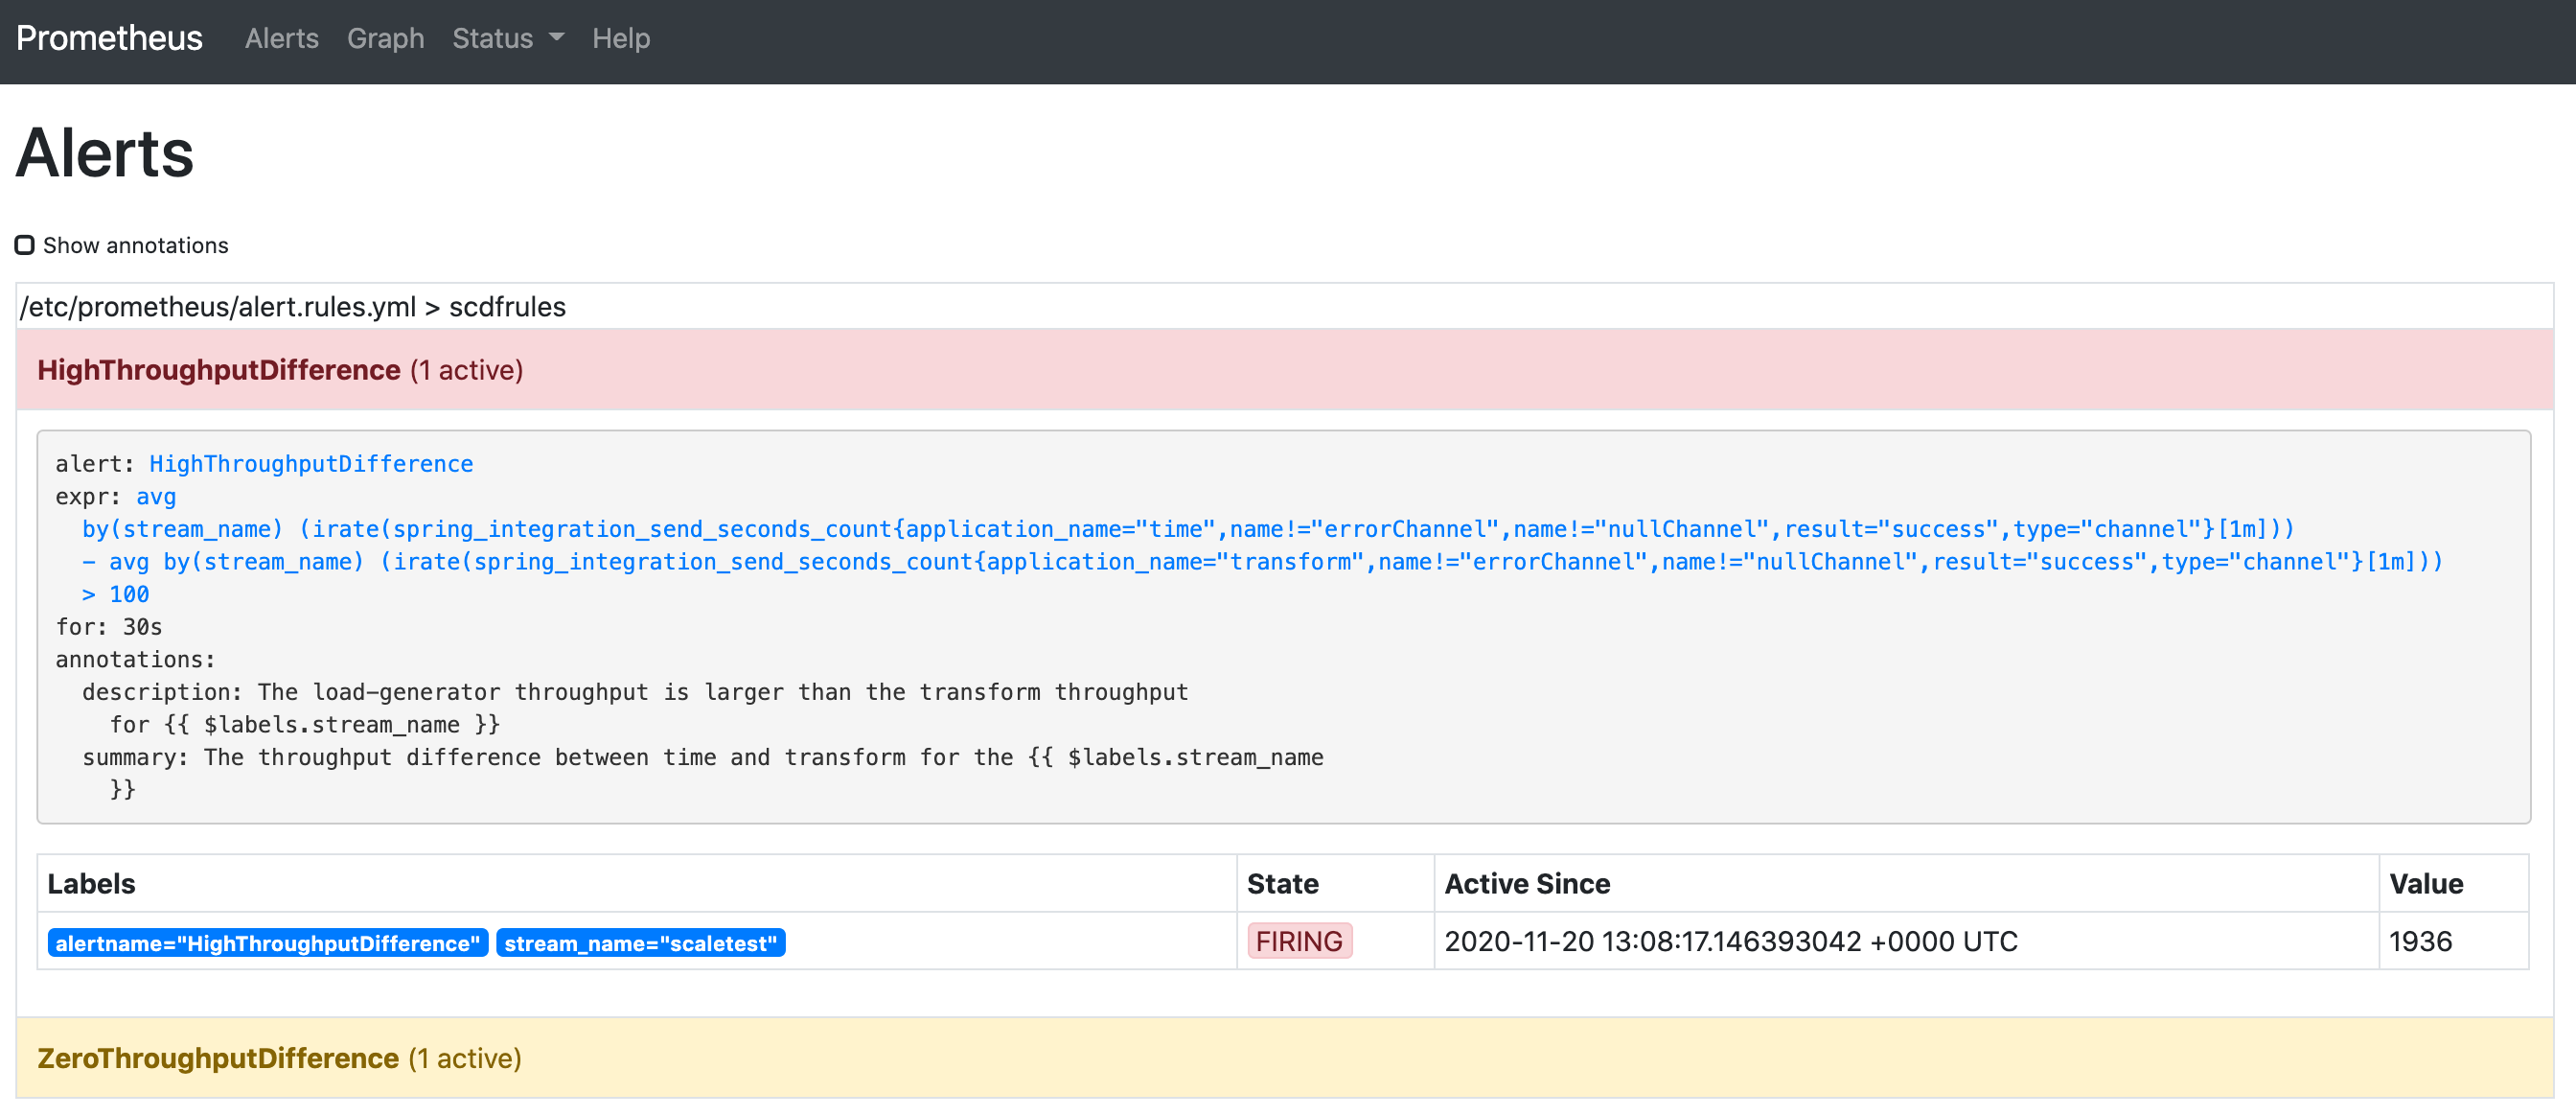 Prometheus Alerts Graph Status Help
Alerts
Show annotations
/etc/prometheus/alert.rules.yml > scdfrules
HighThroughputDifference (1 active)
alert: HighThroughputDifference
expr: avg
by(stream_name) (irate(spring_integration_send_seconds_count{application_name="time",name!="errorChannel",name!="nullChannel",result="success",type="channel"}[1m]))
- avg by(stream_name) (irate(spring_integration_send_seconds_count{application_name="transform",name!="errorChannel",name!="nullChannel",result="success",type="channel"}[1m]))
> 100
for: 30s
annotations:
description: The load-generator throughput is larger than the transform throughput
for {{ $labels.stream_name }}
summary: The throughput difference between time and transform for the {{ $labels.stream_name
}}
Labels State Active Since Value
alertname="HighThroughputDifference" stream_name="scaletest" FIRING 2020-11-20 13:08:17.146393042 +0000 UTC 1936
ZeroThroughputDifference (1 active)